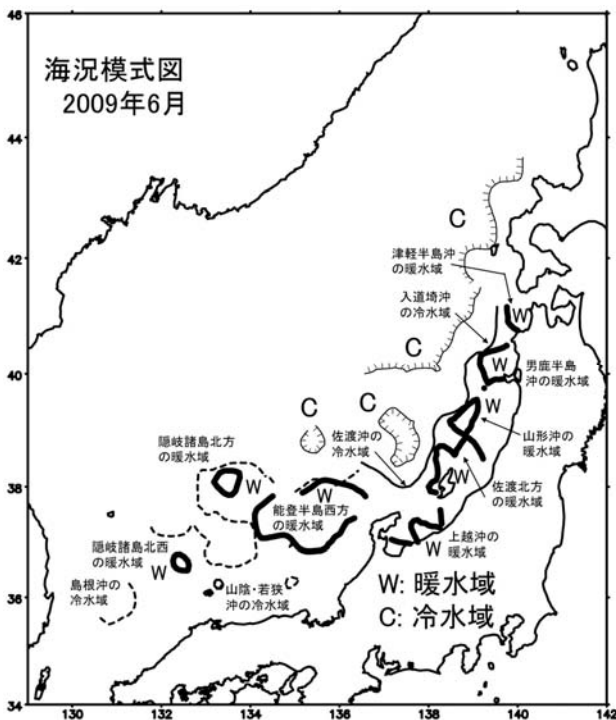 46
海況模式図
2009年6月
44
C
42
津軽半島沖
の暖水域
入道埼沖
の冷水域
W
C
W
男鹿半島
沖の暖水域
40
C
C
W
佐渡沖の
冷水域
山形沖の
暖水域
隠岐諸島北方
の暖水域
W
W
W
佐渡北方
の暖水域
38
能登半島西方
の暖水域
隠岐諸島北西
の暖水域
W
W
上越沖の
暖水域
島根沖の
冷水域
山陰・若狭
沖の冷水域
W: 暖水域
C: 冷水域
36
34
130
132
134
136
138
140
142